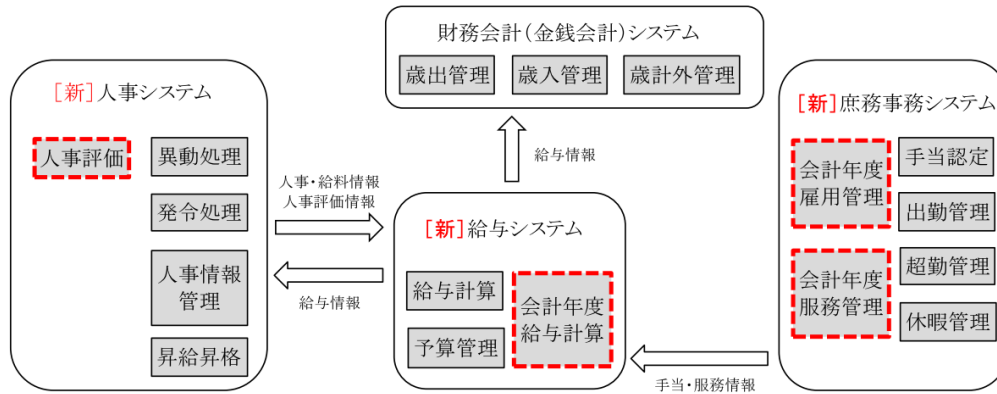 財務会計(金銭会計)システム
歳出管理
歳入管理
歳計外管理
[新]人事システム
人事評価
異動処理
発令処理
人事情報
管理
昇給昇格
人事・給料情報
人事評価情報
給与情報
給与情報
[新]給与システム
給与計算
予算管理
会計年度
給与計算
手当・服務情報
[新]庶務事務システム
会計年度
雇用管理
会計年度
服務管理
手当認定
出勤管理
超勤管理
休暇管理